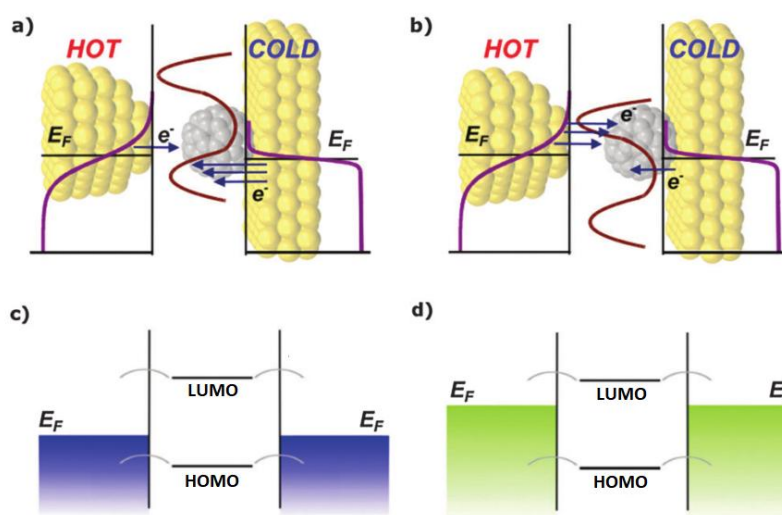 a)
HOT
COLD
E_F
e-
E_F
e-
b)
HOT
COLD
e-
E_F
E_F
e-
c)
LUMO
E_F
E_F
HOMO
d)
LUMO
E_F
E
HOMO